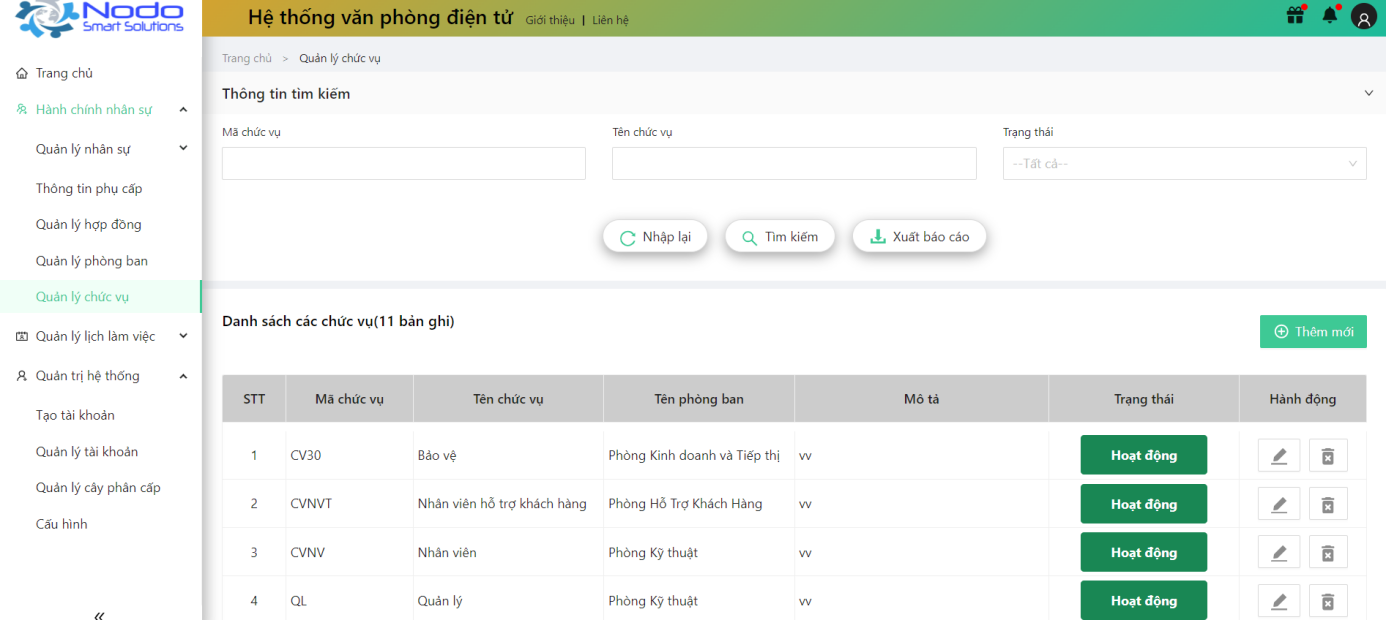 Nodo
Smart Solutions
Hệ thống văn phòng điện tử Giới thiệu | Liên hệ
Trang chủ
Hành chính nhân sự
Quản lý nhân sự
Thông tin phụ cấp
Quản lý hợp đồng
Quản lý phòng ban
Quản lý chức vụ
Quản lý lịch làm việc
Quản trị hệ thống
Tạo tài khoản
Quản lý tài khoản
Quản lý cây phân cấp
Cấu hình
«
Trang chủ > Quản lý chức vụ
Thông tin tìm kiếm
Mã chức vụ Tên chức vụ Trạng thái
--Tất cả--
Nhập lại Tìm kiếm Xuất báo cáo
Danh sách các chức vụ(11 bản ghi)
Thêm mới
STT Mã chức vụ Tên chức vụ Tên phòng ban Mô tả Trạng thái Hành động
1 CV30 Bảo vệ Phòng Kinh doanh và Tiếp thị vv Hoạt động
2 CVNVT Nhân viên hỗ trợ khách hàng Phòng Hỗ Trợ Khách Hàng vv Hoạt động
3 CVNV Nhân viên Phòng Kỹ thuật vv Hoạt động
4 QL Quản lý Phòng Kỹ thuật vv Hoạt động